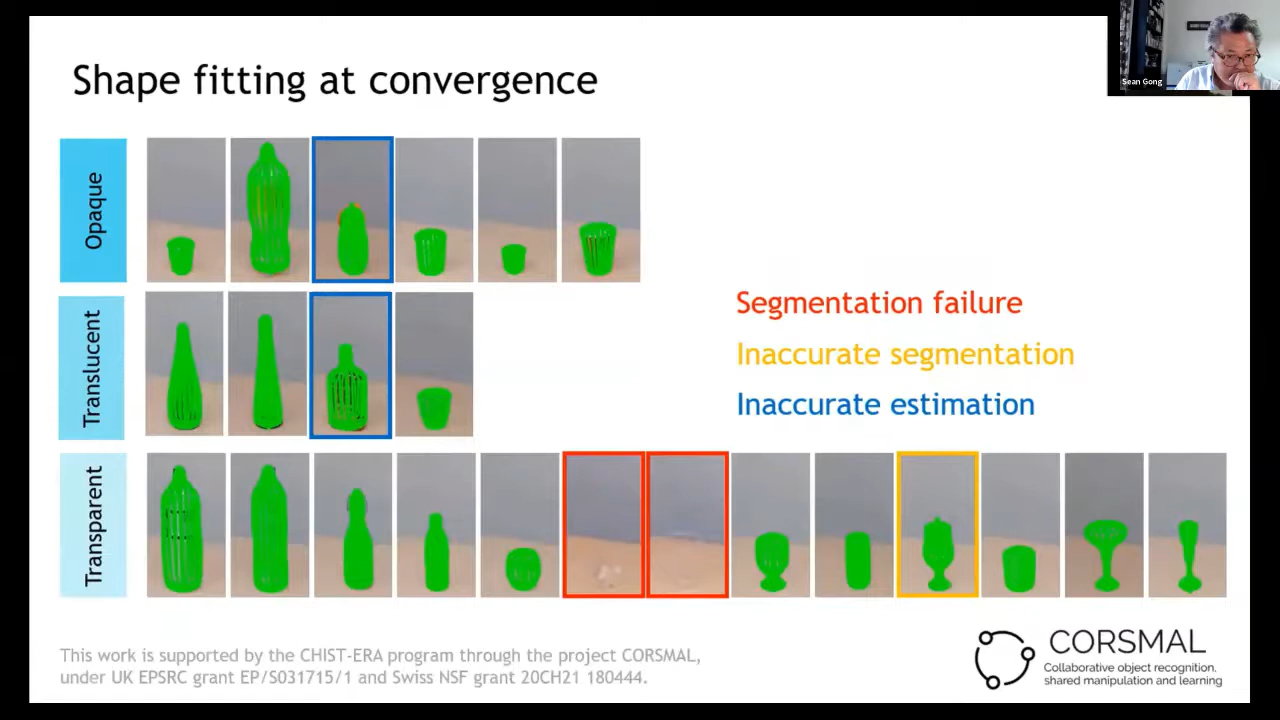 Sean Gong
Shape fitting at convergence
Opaque
Translucent
Transparent
Segmentation failure
Inaccurate segmentation
Inaccurate estimation
This work is supported by the CHIST-ERA program through the project CORSMAL,
under UK EPSRC grant EP/S031715/1 and Swiss NSF grant 20CH21 180444.
CORSMAL
Collaborative object recognition,
shared manipulation and learning